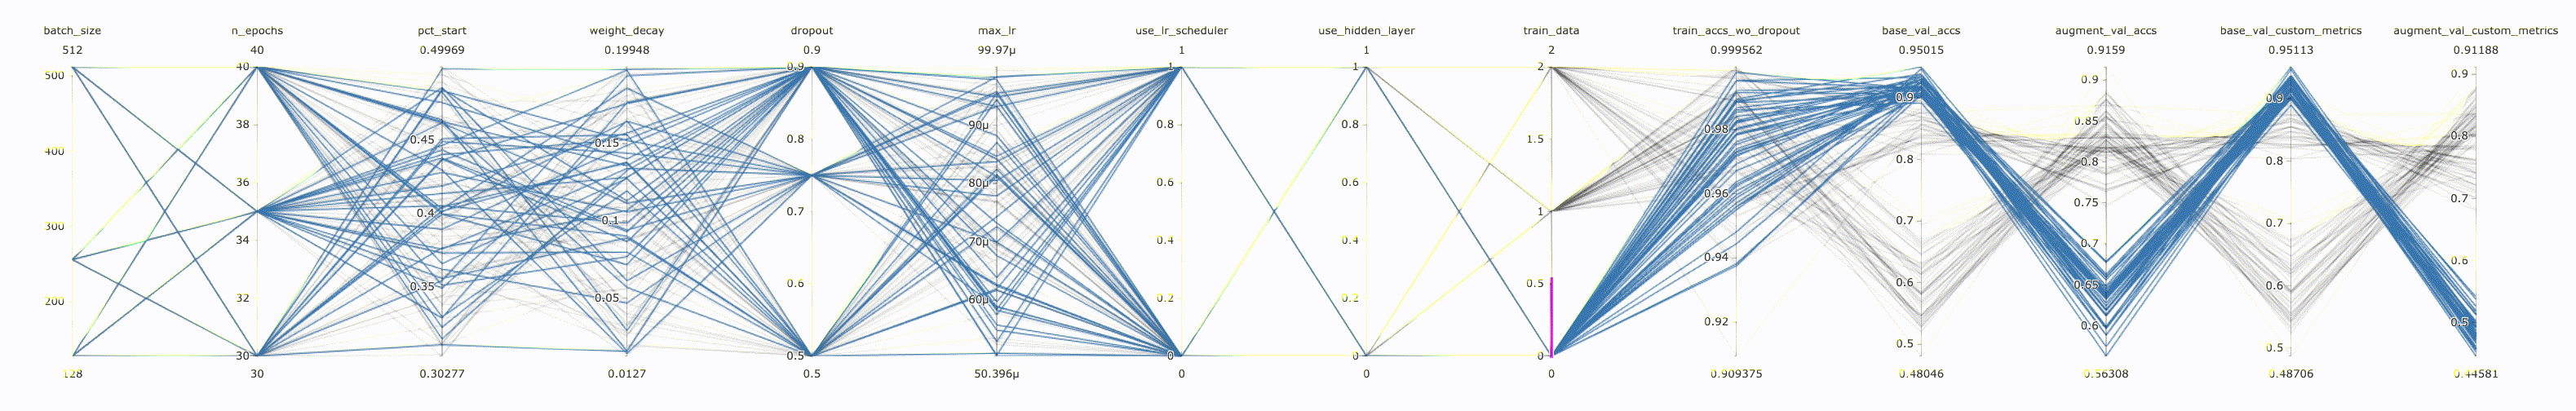 batch_size n_epochs pct_start weight_decay dropout max_lr use_lr_scheduler use_hidden_layer train_data train_accs_wo_dropout base_val_accs augment_val_accs base_val_custom_metrics augment_val_custom_metrics
512 40 0.49969 0.19948 0.9 99.97µ 1 1 2 0.999562 0.95015 0.9159 0.95113 0.91188
500 40 0.9 1 1 2 0.9 0.9
38 0.8 90µ 0.8 0.8 1.5 0.98 0.9 0.85 0.9 0.8
400 0.45 0.15 0.8 0.8 0.8
36 80µ 0.6 0.6 0.96 0.7
300 0.4 0.1 0.7 1 0.75 0.7
34 70µ 0.4 0.4 0.94 0.7 0.7 0.6
200 32 0.35 0.05 0.6 60µ 0.2 0.2 0.5 0.92 0.6 0.65 0.6 0.5
30 0.5 0 0 0 0.5 0.6 0.5
128 30 0.30277 0.0127 0.5 50.396µ 0 0 0 0.909375 0.48046 0.56308 0.48706 0.44581